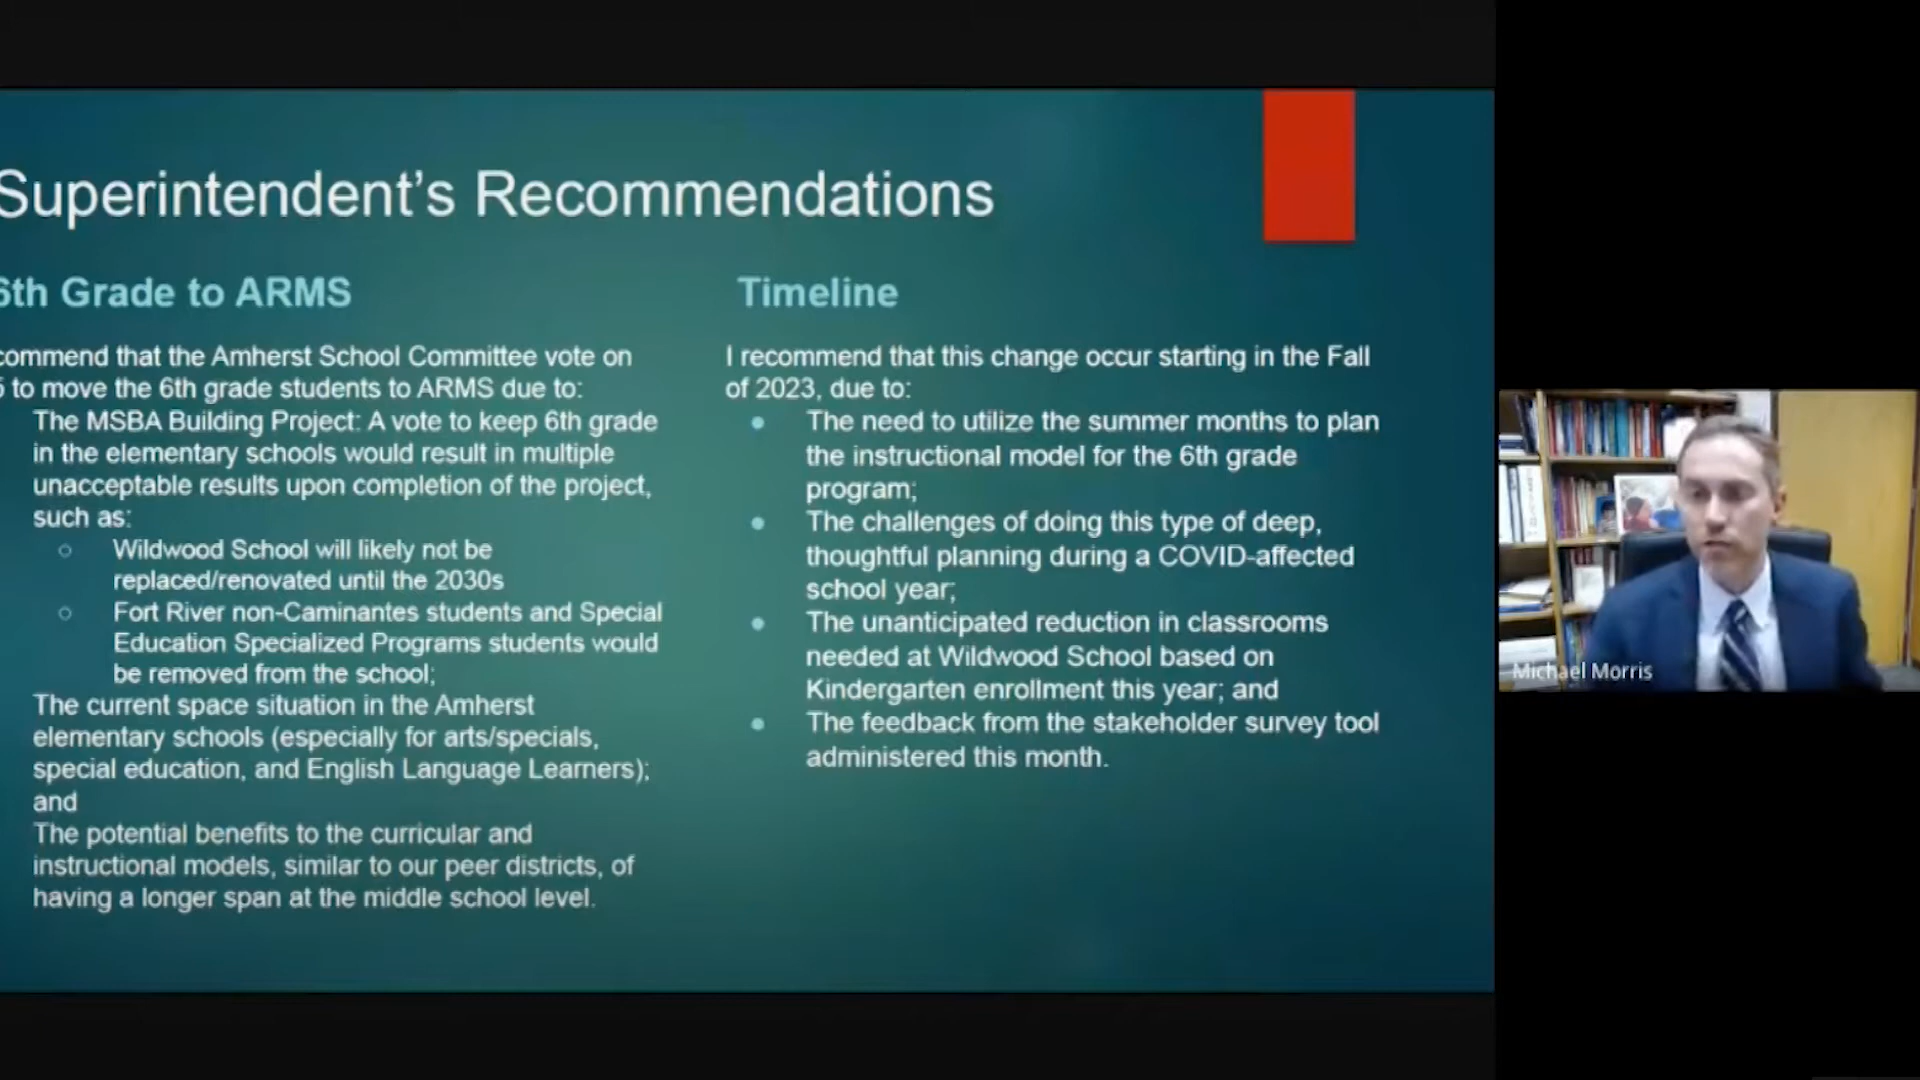 Superintendent's Recommendations
6th Grade to ARMS
commend that the Amherst School Committee vote on
to move the 6th grade students to ARMS due to:
The MSBA Building Project: A vote to keep 6th grade
in the elementary schools would result in multiple
unacceptable results upon completion of the project,
such as:
Wildwood School will likely not be
replaced/renovated until the 2030s
Fort River non-Caminantes students and Special
Education Specialized Programs students would
be removed from the school;
The current space situation in the Amherst
elementary schools (especially for arts/specials,
special education, and English Language Learners);
and
The potential benefits to the curricular and
instructional models, similar to our peer districts, of
having a longer span at the middle school level.
Timeline
I recommend that this change occur starting in the Fall
of 2023, due to:
The need to utilize the summer months to plan
the instructional model for the 6th grade
program;
The challenges of doing this type of deep,
thoughtful planning during a COVID-affected
school year;
The unanticipated reduction in classrooms
needed at Wildwood School based on
Kindergarten enrollment this year; and
The feedback from the stakeholder survey tool
administered this month.
Michael Morris